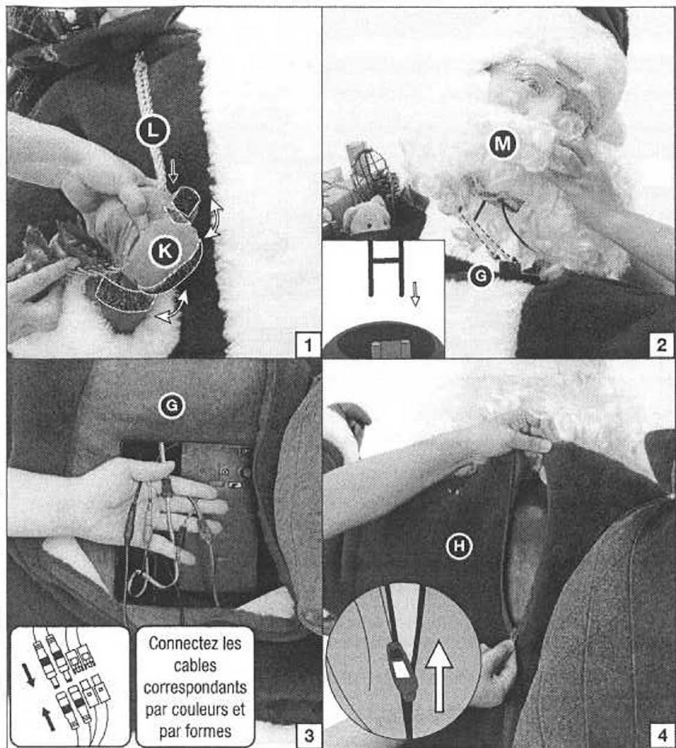 L
K
1
M
G
2
G
Connectez les
cables
correspondants
par couleurs et
par formes
3
H
4